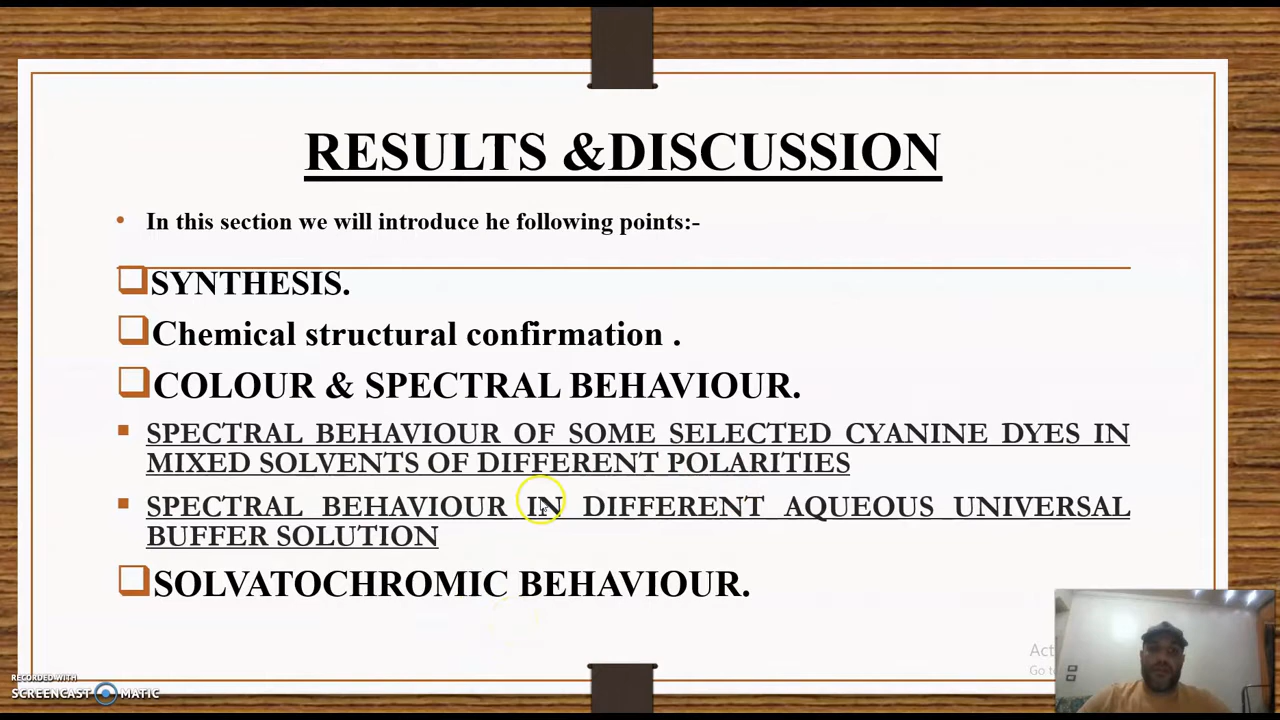 RESULTS &DISCUSSION
In this section we will introduce he following points:-
SYNTHESIS.
Chemical structural confirmation .
COLOUR & SPECTRAL BEHAVIOUR.
SPECTRAL BEHAVIOUR OF SOME SELECTED CYANINE DYES IN
MIXED SOLVENTS OF DIFFERENT POLARITIES
SPECTRAL BEHAVIOUR IN DIFFERENT AQUEOUS UNIVERSAL
BUFFER SOLUTION
SOLVATOCHROMIC BEHAVIOUR.
RECORDED WITH
SCREENCAST MATIC